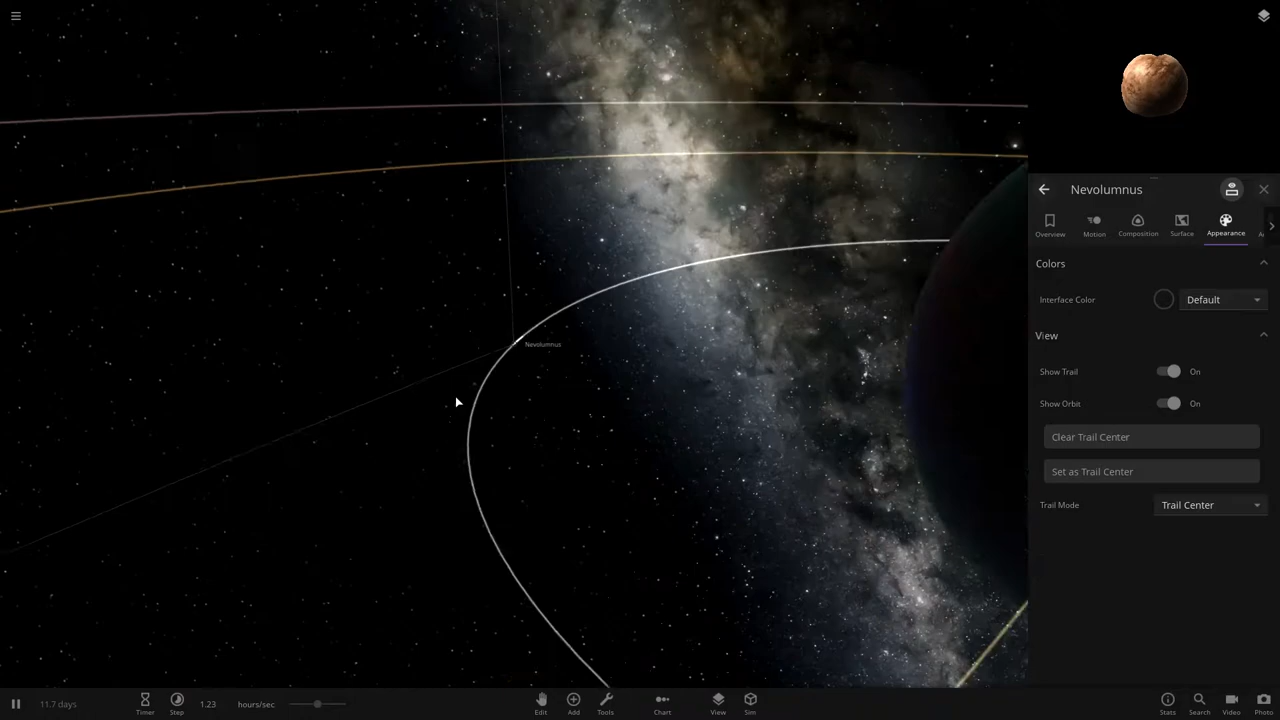 Nevolumnus
Overview
Motion
Composition
Surface
Appearance
Colors
Interface Color
Default
View
Show Trail
On
Show Orbit
On
Clear Trail Center
Set as Trail Center
Trail Mode
Trail Center
Nevolumnus
11.7 days
Timer
Step
1.23
hours/sec
Edit
Add
Tools
Chart
View
Sim
Stats
Search
Video
Photo